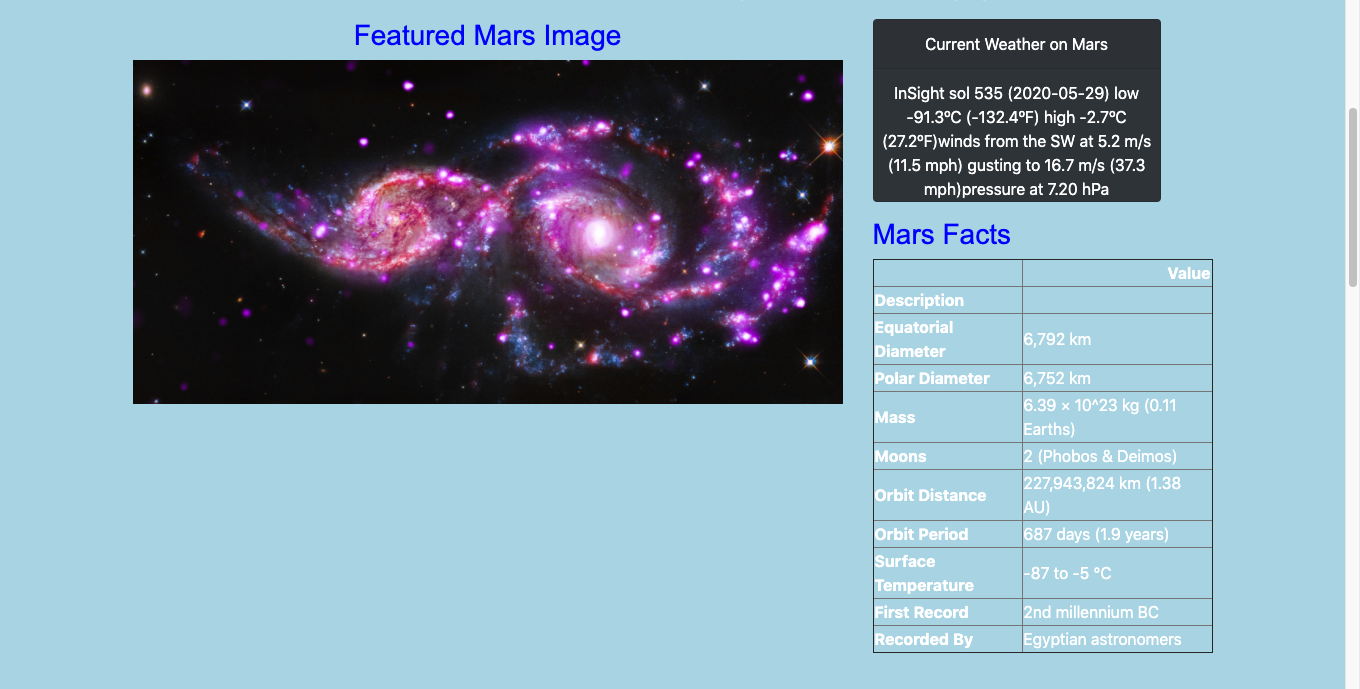 Featured Mars Image
Current Weather on Mars
InSight sol 535 (2020-05-29) low
-91.3ºC (-132.4ºF) high -2.7ºC
(27.2ºF)winds from the SW at 5.2 m/s
(11.5 mph) gusting to 16.7 m/s (37.3
mph)pressure at 7.20 hPa
Mars Facts
Value
Description
Equatorial
Diameter
6,792 km
Polar Diameter
6,752 km
Mass
6.39 × 10^23 kg (0.11
Earths)
Moons
2 (Phobos & Deimos)
Orbit Distance
227,943,824 km (1.38
AU)
Orbit Period
687 days (1.9 years)
Surface
Temperature
-87 to -5 °C
First Record
2nd millennium BC
Recorded By
Egyptian astronomers